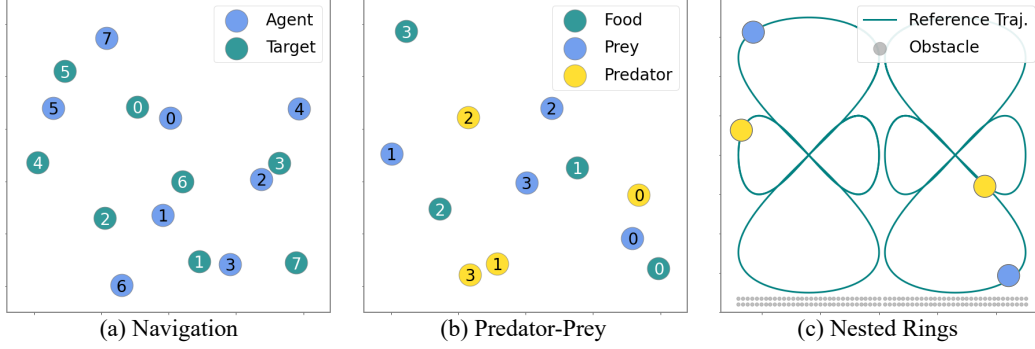 Agent
Target
7
5
5
0
0
4
4
3
6
2
2
1
1
3
7
6
(a) Navigation
Food
Prey
Predator
3
2
2
1
1
3
0
2
0
1
3
0
(b) Predator-Prey
Reference Traj.
Obstacle
(c) Nested Rings